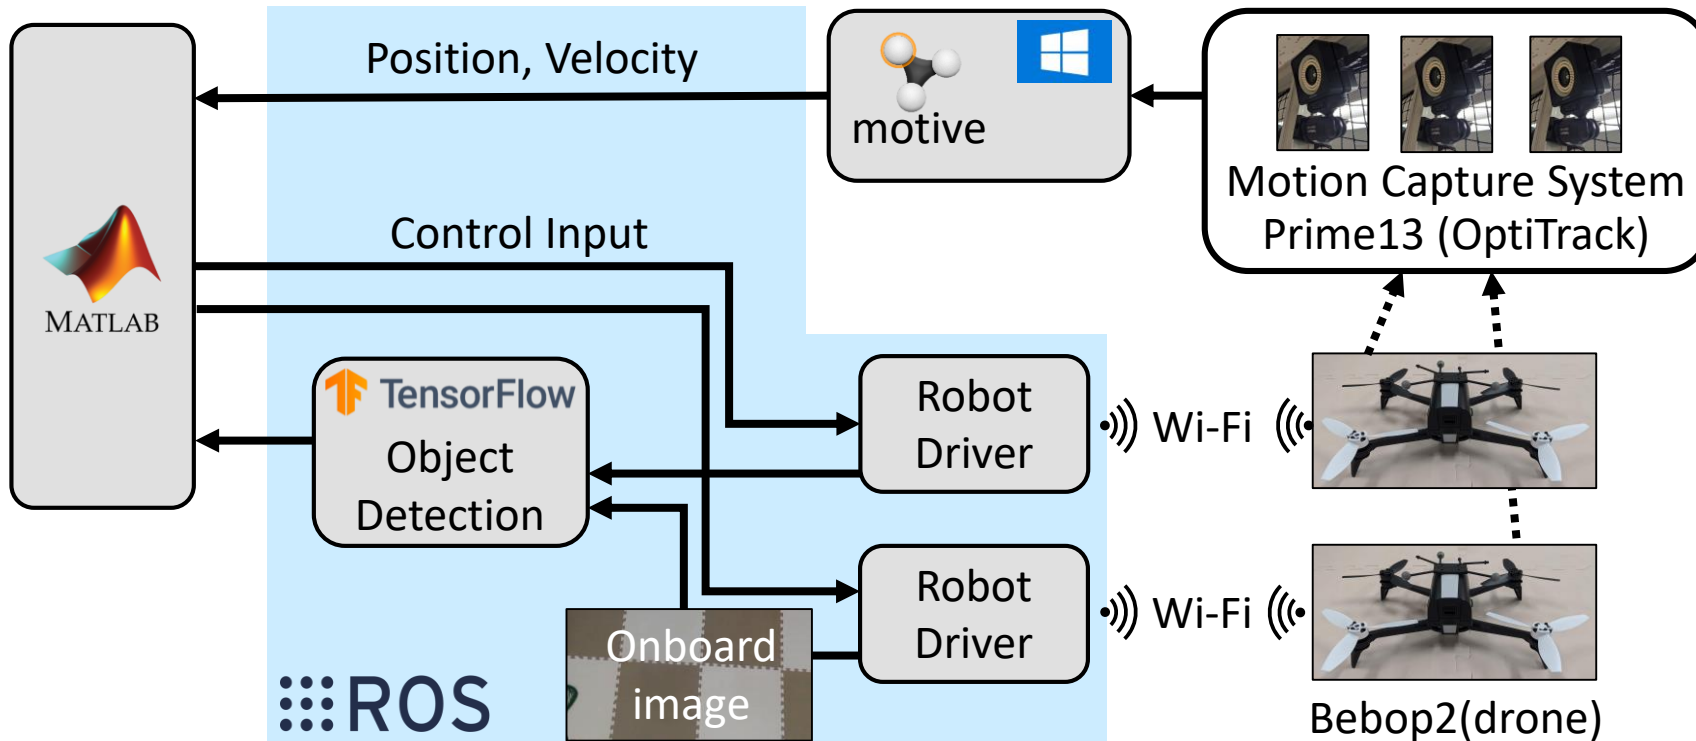 Position, Velocity
motive
Motion Capture System
Prime13 (OptiTrack)
Control Input
MATLAB
TensorFlow
Object
Detection
Robot
Driver
Wi-Fi
Robot
Driver
Wi-Fi
Onboard
image
ROS
Bebop2(drone)